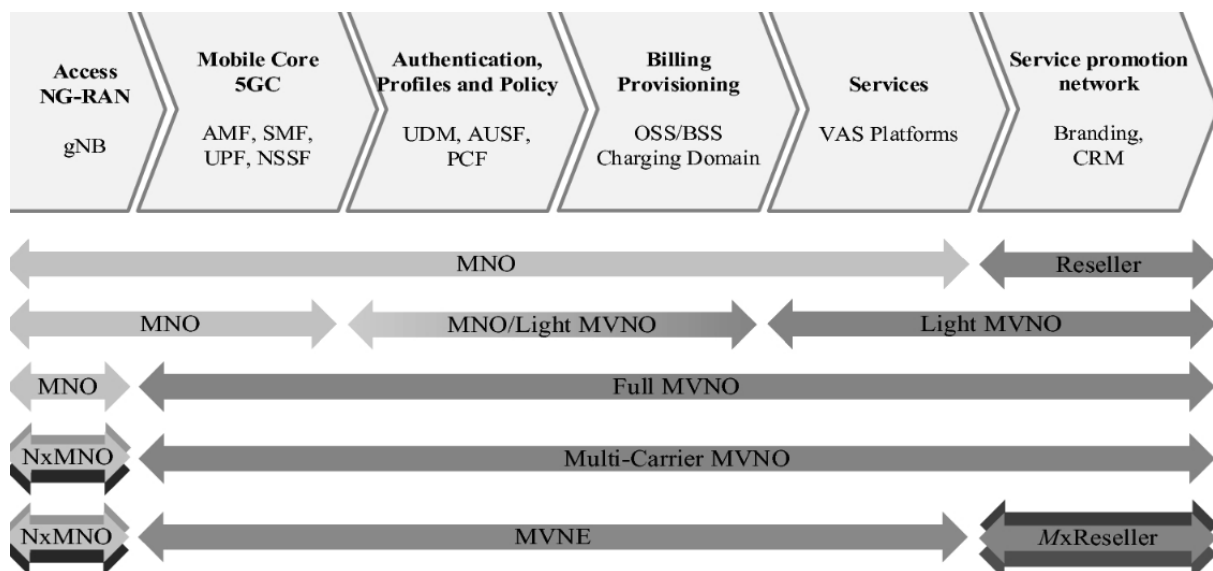 Access
NG-RAN
gNB
Mobile Core
5GC
AMF, SMF,
UPF, NSSF
Authentication,
Profiles and Policy
UDM, AUSF,
PCF
Billing
Provisioning
OSS/BSS
Charging Domain
Services
VAS Platforms
Service promotion
network
Branding,
CRM
MNO
Reseller
MNO
MNO/Light MVNO
Light MVNO
MNO
Full MVNO
NxMNO
Multi-Carrier MVNO
NxMNO
MVNE
MxReseller